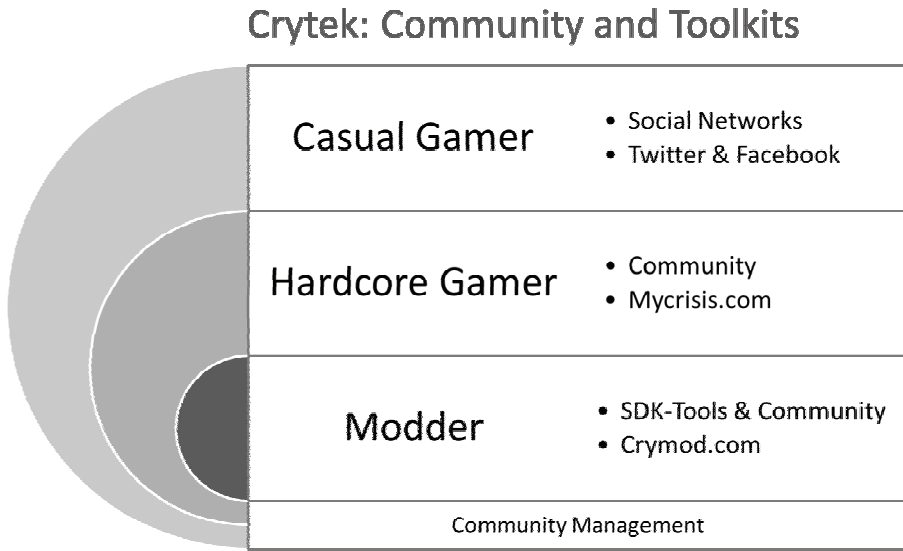 Crytek: Community and Toolkits
Casual Gamer
• Social Networks
• Twitter & Facebook
Hardcore Gamer
• Community
• Mycrisis.com
Modder
• SDK-Tools & Community
• Crymod.com
Community Management